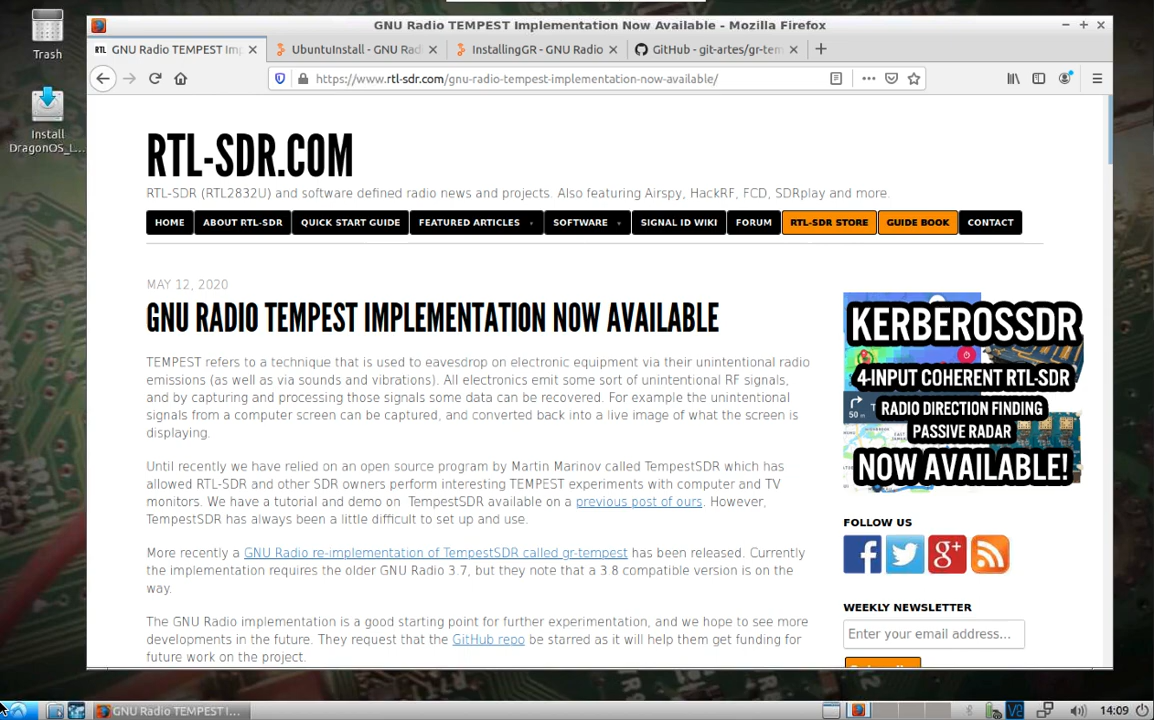 Trash
Install
DragonOS_L...
GNU Radio TEMPEST Implementation Now Available - Mozilla Firefox
RTL GNU Radio TEMPEST Im
UbuntuInstall - GNU Rad
InstallingGR - GNU Radio
GitHub - git-artes/gr-tem
https://www.rtl-sdr.com/gnu-radio-tempest-implementation-now-available/
RTL-SDR.COM
RTL-SDR (RTL2832U) and software defined radio news and projects. Also featuring Airspy, HackRF, FCD, SDRplay and more.
HOME ABOUT RTL-SDR QUICK START GUIDE FEATURED ARTICLES SOFTWARE SIGNAL ID WIKI FORUM RTL-SDR STORE GUIDE BOOK CONTACT
MAY 12, 2020
GNU RADIO TEMPEST IMPLEMENTATION NOW AVAILABLE
TEMPEST refers to a technique that is used to eavesdrop on electronic equipment via their unintentional radio
emissions (as well as via sounds and vibrations). All electronics emit some sort of unintentional RF signals,
and by capturing and processing those signals some data can be recovered. For example the unintentional
signals from a computer screen can be captured, and converted back into a live image of what the screen is
displaying.
Until recently we have relied on an open source program by Martin Marinov called TempestSDR which has
allowed RTL-SDR and other SDR owners perform interesting TEMPEST experiments with computer and TV
monitors. We have a tutorial and demo on TempestSDR available on a previous post of ours. However,
TempestSDR has always been a little difficult to set up and use.
More recently a GNU Radio re-implementation of TempestSDR called gr-tempest has been released. Currently
the implementation requires the older GNU Radio 3.7, but they note that a 3 8 compatible version is on the
way.
The GNU Radio implementation is a good starting point for further experimentation, and we hope to see more
developments in the future. They request that the GitHub repo be starred as it will help them get funding for
future work on the project.
KERBEROSSDR
4-INPUT COHERENT RTL-SDR
50 m
RADIO DIRECTION FINDING
PASSIVE RADAR
NOW AVAILABLE!
FOLLOW US
WEEKLY NEWSLETTER
Enter your email address...
GNU Radio TEMPEST I...
14:09